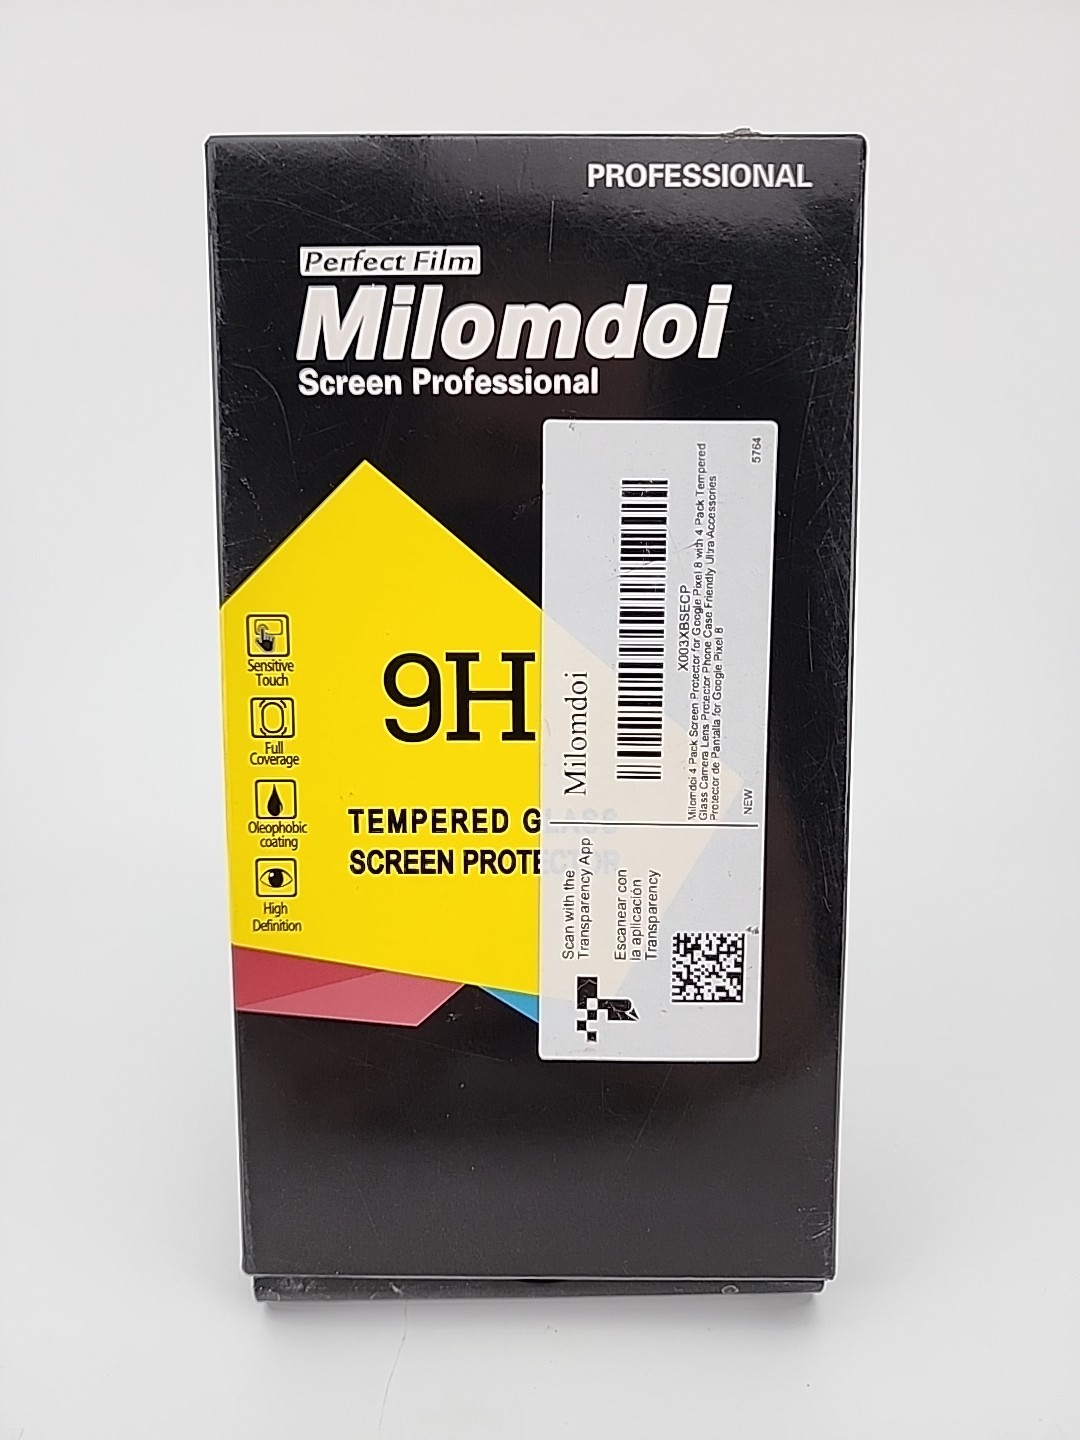 PROFESSIONAL
Perfect Film
Milomdoi
Screen Professional
Sensitive
Touch
Full
Coverage
Oleophobic
coating
High
Definition
9H
TEMPERED GLASS
SCREEN PROTECTOR
Milomdoi
X003XBSECP
Milomdoi 4 Pack Screen Protector for Google Pixel 8 with 4 Pack Tempered
Glass Camera Lens Protector Phone Case Friendly Ultra Accessories
Protector de Pantalla for Google Pixel 8
NEW
5764
Scan with the
Transparency App
Escanear con
la aplicación
Transparency